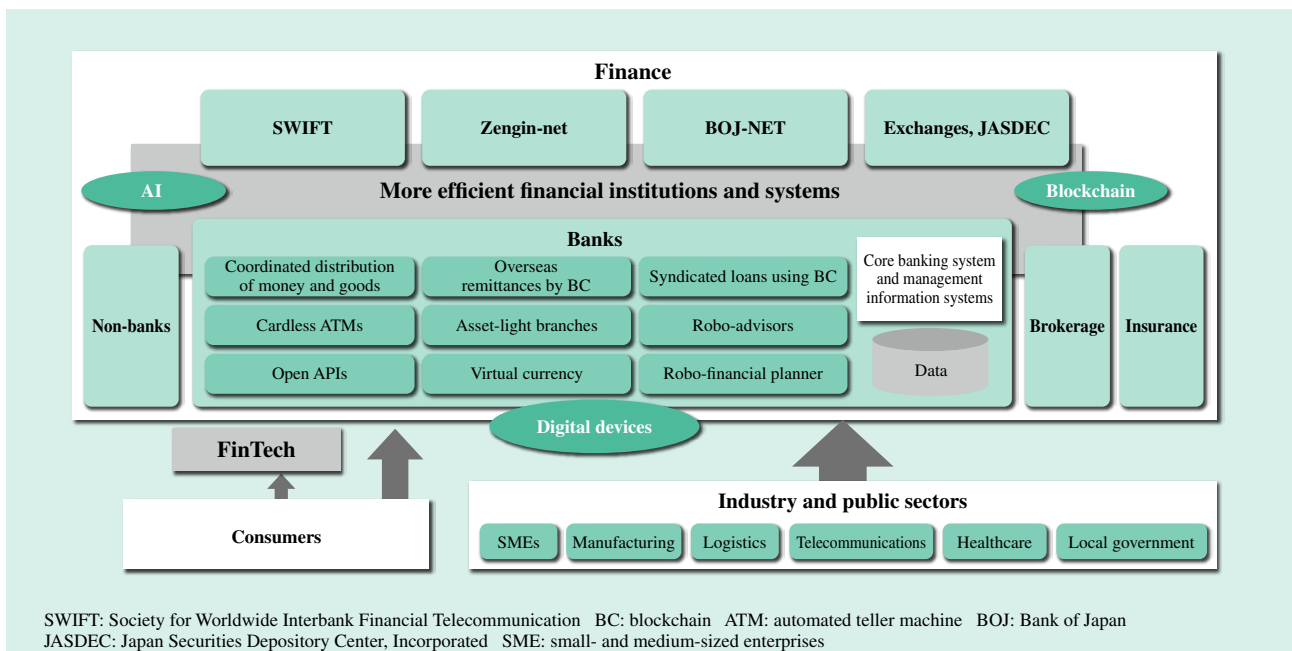 Finance
SWIFT
Zengin-net
BOJ-NET
Exchanges, JASDEC
AI
More efficient financial institutions and systems
Blockchain
Non-banks
Banks
Coordinated distribution
of money and goods
Overseas
remittances by BC
Syndicated loans using BC
Cardless ATMs
Asset-light branches
Robo-advisors
Open APIs
Virtual currency
Robo-financial planner
Core banking system
and management
information systems
Data
Brokerage
Insurance
Digital devices
FinTech
Consumers
Industry and public sectors
SMEs
Manufacturing
Logistics
Telecommunications
Healthcare
Local government
SWIFT: Society for Worldwide Interbank Financial Telecommunication BC: blockchain ATM: automated teller machine BOJ: Bank of Japan
JASDEC: Japan Securities Depository Center, Incorporated SME: small- and medium-sized enterprises